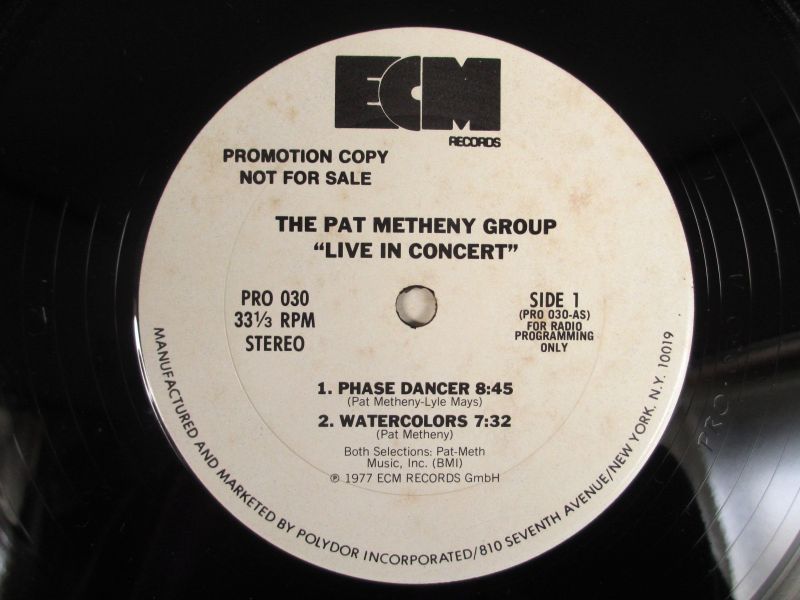 ECM
RECORDS
PROMOTION COPY
NOT FOR SALE
THE PAT METHENY GROUP
“LIVE IN CONCERT”
PRO 030
33⅓ RPM
STEREO
SIDE 1
(PRO 030-AS)
FOR RADIO
PROGRAMMING
ONLY
1. PHASE DANCER 8:45
(Pat Metheny-Lyle Mays)
2. WATERCOLORS 7:32
(Pat Metheny)
Both Selections: Pat-Meth
Music, Inc. (BMI)
℗ 1977 ECM RECORDS GmbH
MANUFACTURED AND MARKETED BY POLYDOR INCORPORATED/810 SEVENTH AVENUE/NEW YORK. N.Y. 10019